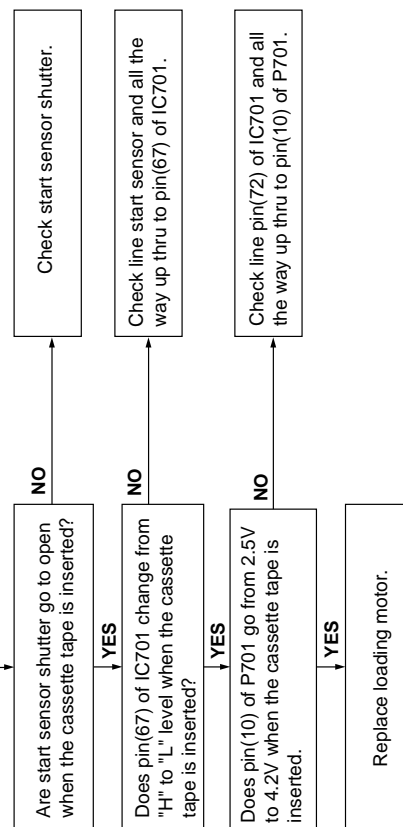 Are start sensor shutter go to open
when the cassette tape is inserted?
NO
Check start sensor shutter.
YES
Does pin(67) of IC701 change from
"H" to "L" level when the cassette
tape is inserted?
NO
Check line start sensor and all the
way up thru to pin(67) of IC701.
YES
Does pin(10) of P701 go from 2.5V
to 4.2V when the cassette tape is
inserted.
NO
Check line pin(72) of IC701 and all
the way up thru to pin(10) of P701.
YES
Replace loading motor.